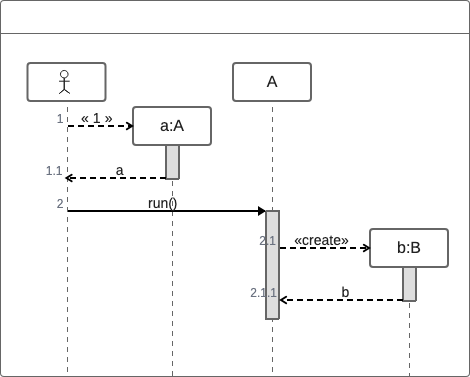 A
1
« 1 »
a:A
1.1
a
2
run()
2.1
«create»
b:B
2.1.1
b